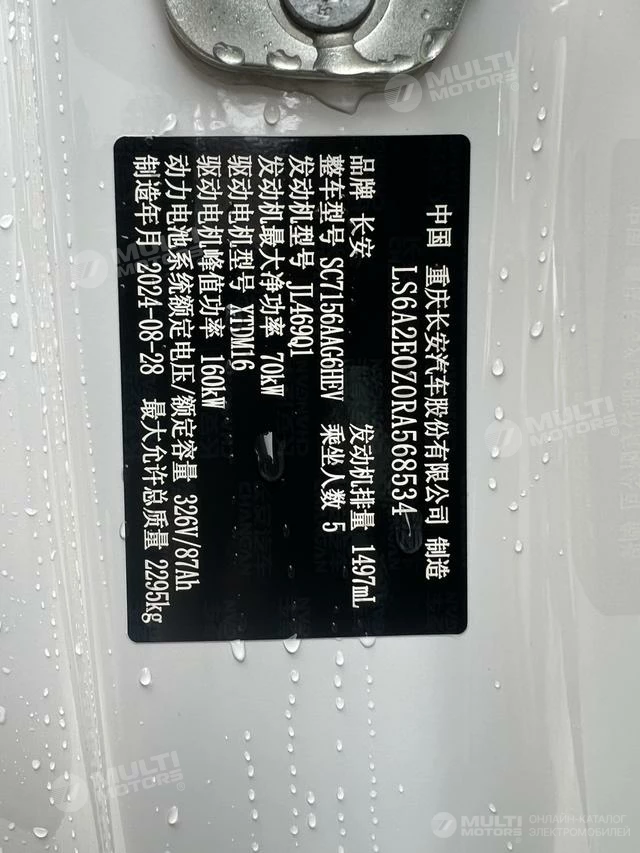 中国 重庆长安汽车股份有限公司 制造
LS6A2E0Z0RA568534
品牌 长安 发动机排量 1497mL
整车型号 SC7156AAG6HEV 乘坐人数 5
发动机型号 JL469Q1
发动机最大净功率 70kW
驱动电机型号 XTDM16
驱动电机峰值功率 160kW
动力电池系统额定电压/额定容量 326V/87Ah
制造年月 2024-08-28 最大允许总质量 2295kg
MULTI MOTORS
MULTI MOTORS
MULTI MOTORS
MULTI MOTORS
MULTI MOTORS ОНЛАЙН-КАТАЛОГ ЭЛЕКТРОМОБИЛЕЙ